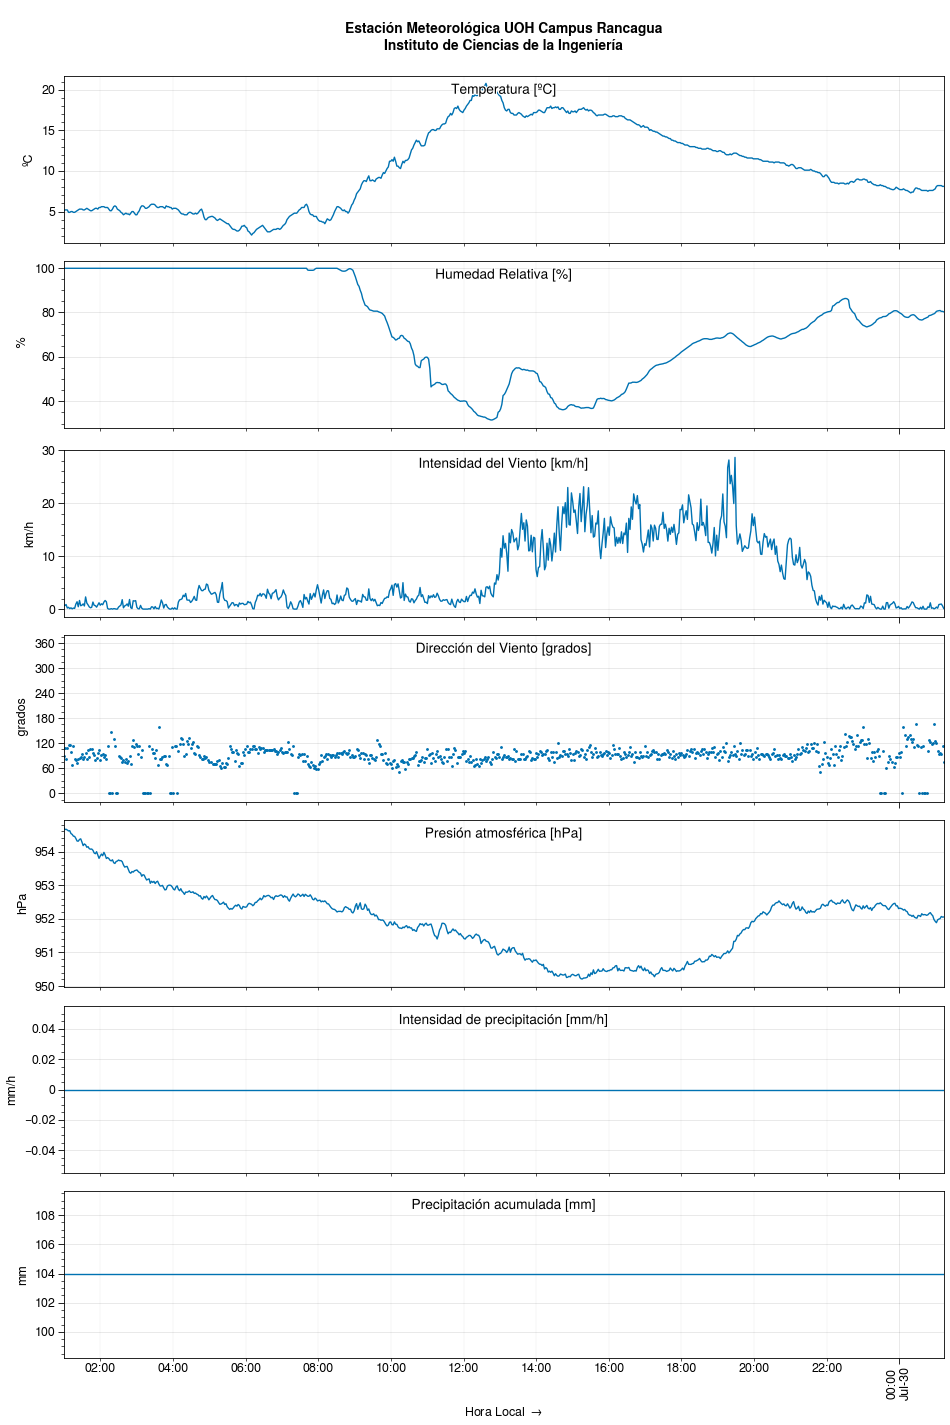 Estación Meteorológica UOH Campus Rancagua
Instituto de Ciencias de la Ingeniería
Temperatura [ºC]
ºC
20
15
10
5
Humedad Relativa [%]
%
100
80
60
40
Intensidad del Viento [km/h]
km/h
30
20
10
0
Dirección del Viento [grados]
grados
360
300
240
180
120
60
0
Presión atmosférica [hPa]
hPa
954
953
952
951
950
Intensidad de precipitación [mm/h]
mm/h
0.04
0.02
0
−0.02
−0.04
Precipitación acumulada [mm]
mm
108
106
104
102
100
02:00 04:00 06:00 08:00 10:00 12:00 14:00 16:00 18:00 20:00 22:00 00:00
Jul-30
Hora Local →